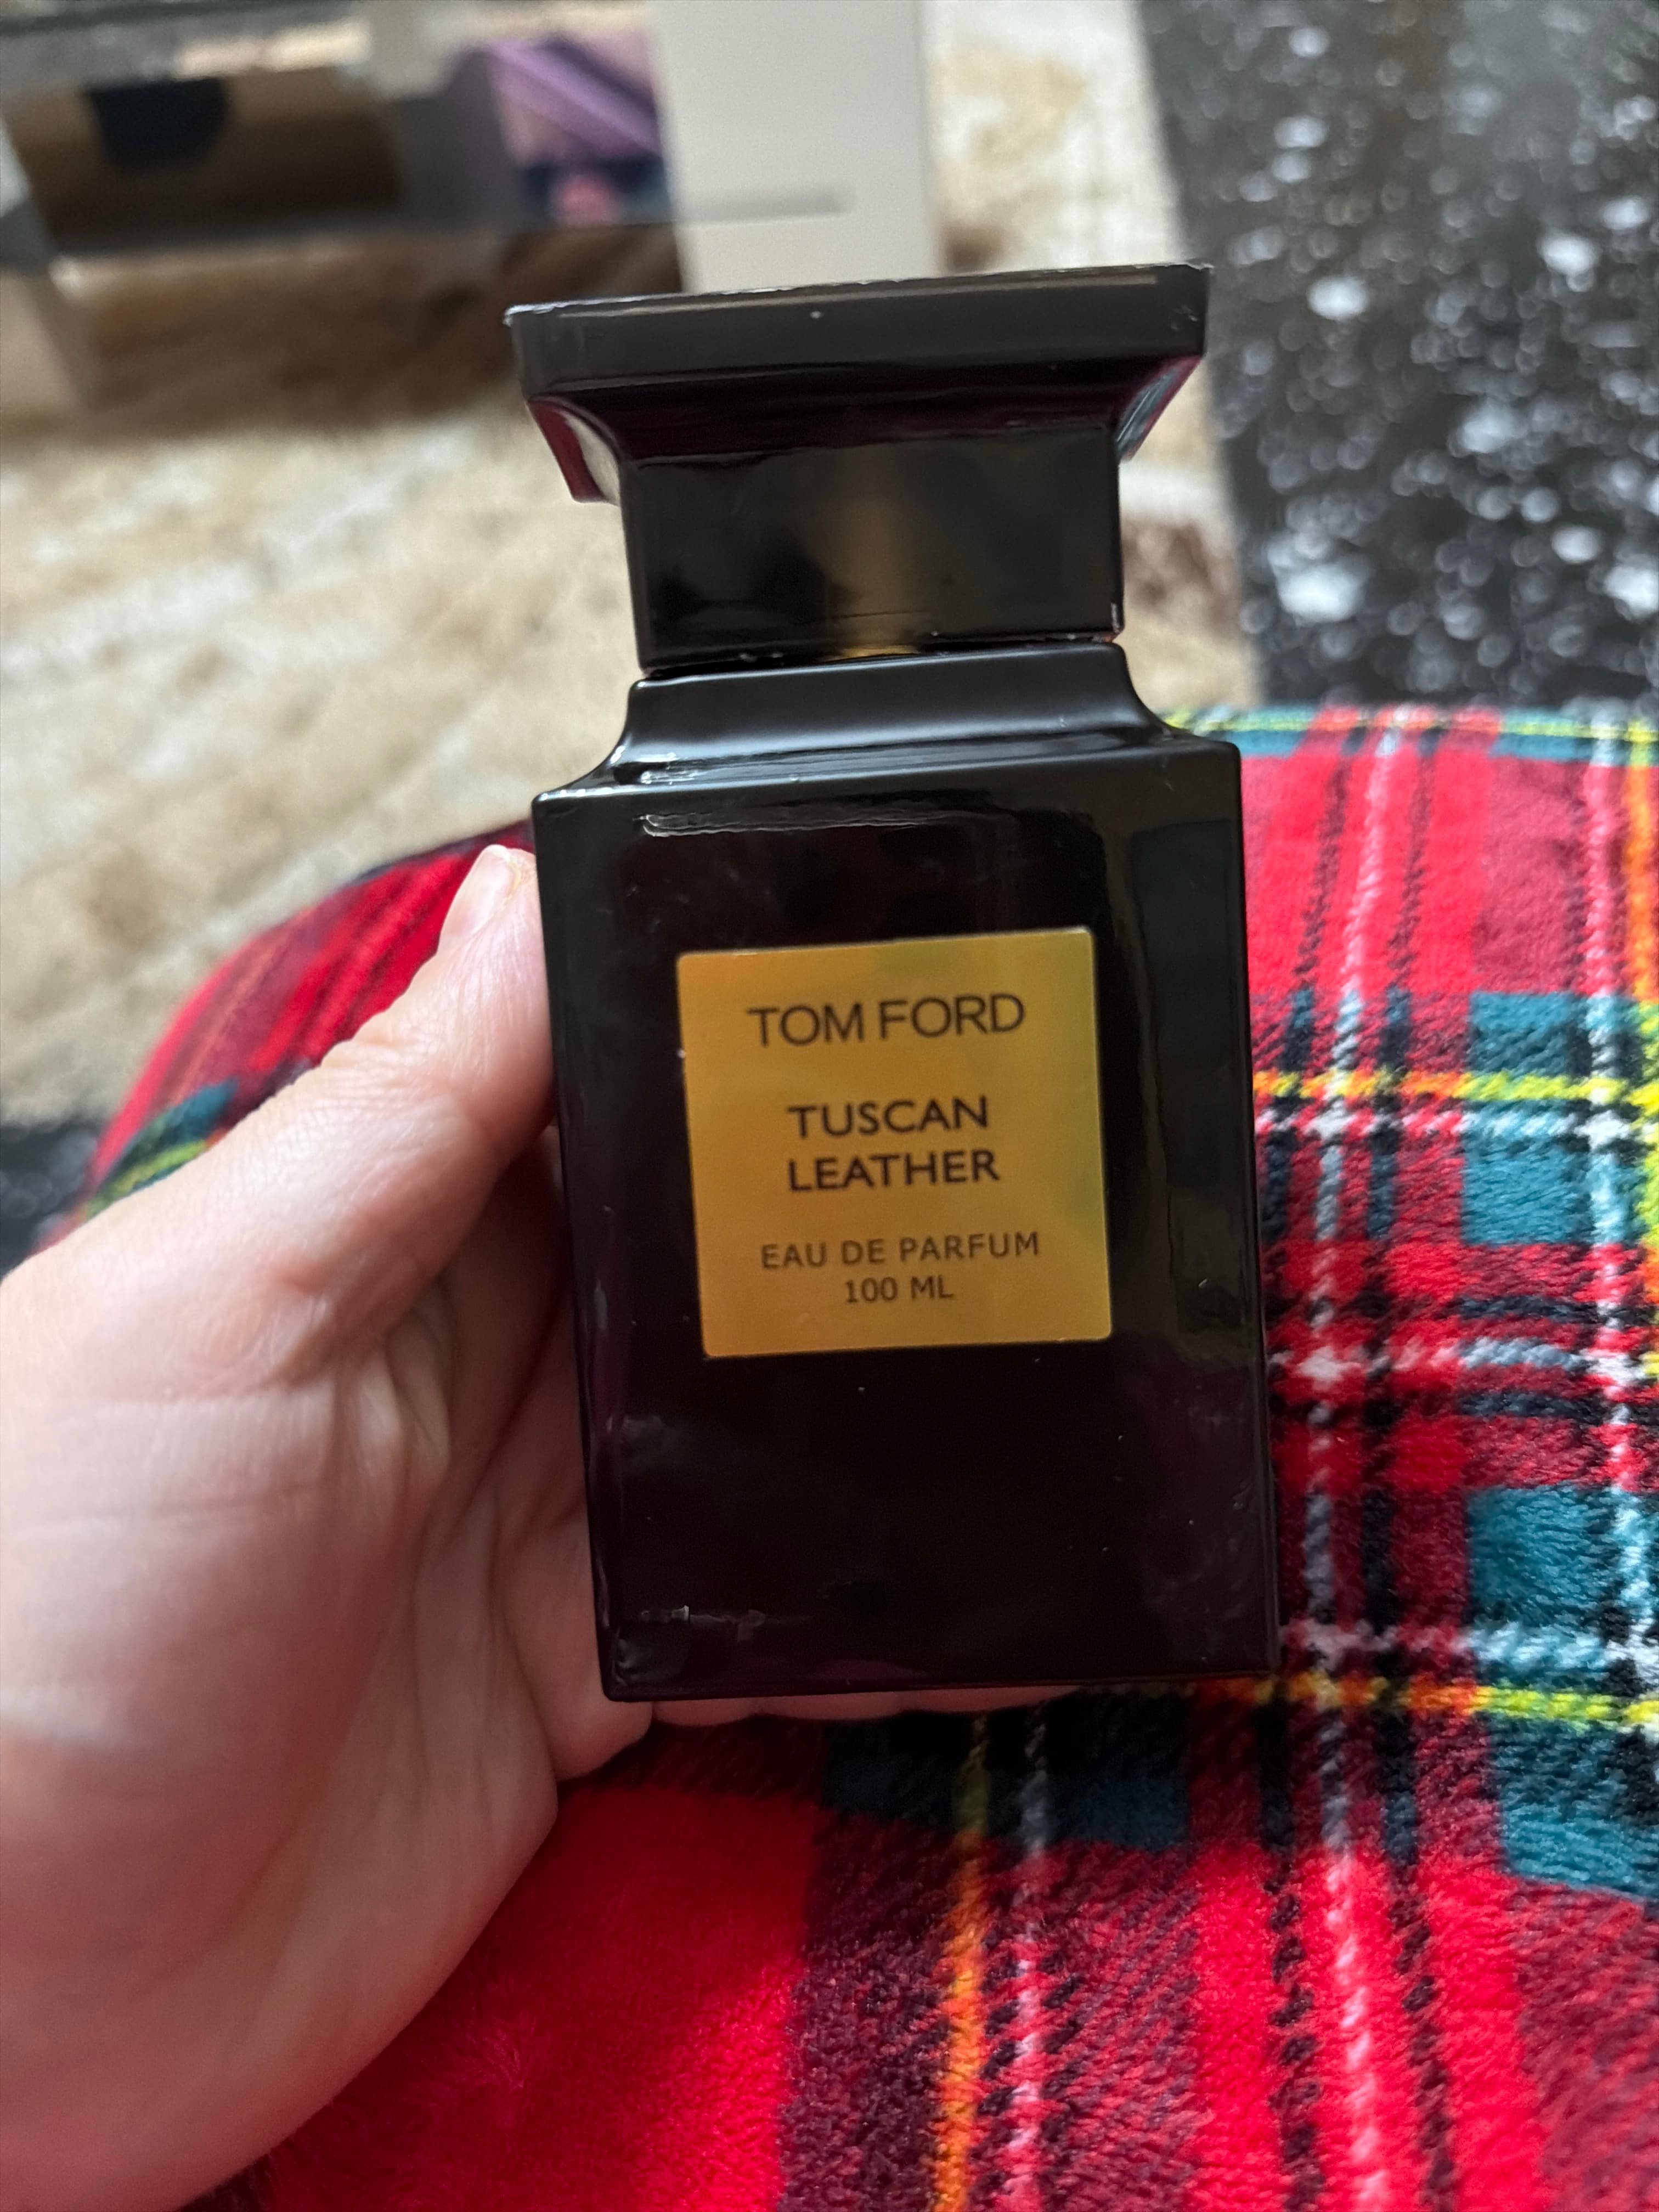 TOM FORD
TUSCAN
LEATHER
EAU DE PARFUM
100 ML